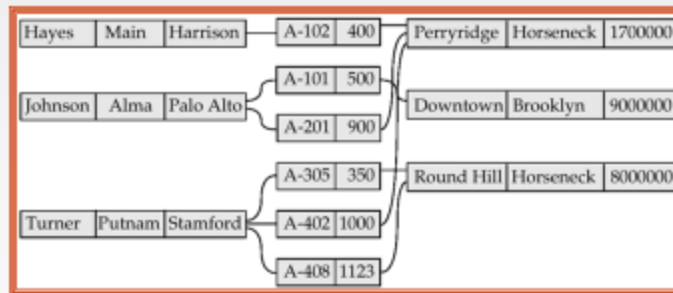 Hayes Main Harrison A-102 400 Perryridge Horseneck 1700000
A-101 500
Johnson Alma Palo Alto Downtown Brooklyn 9000000
A-201 900
A-305 350 Round Hill Horseneck 8000000
Turner Putnam Stamford A-402 1000
A-408 1123